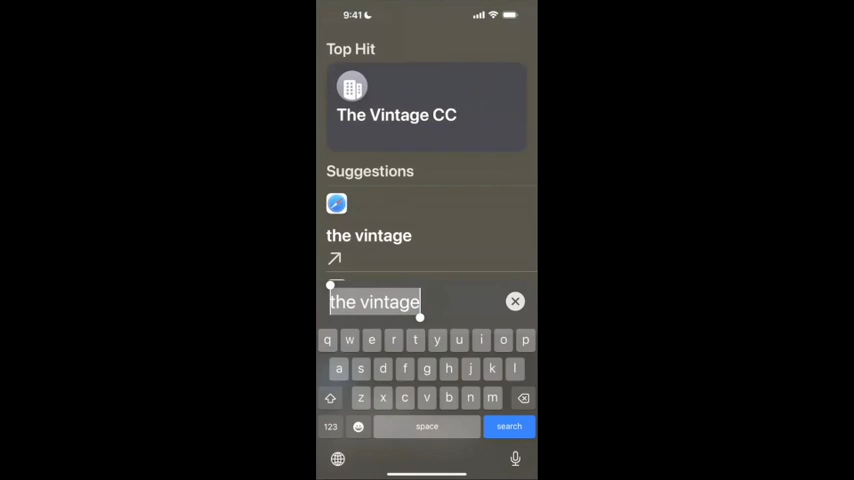 9:41
Top Hit
The Vintage CC
Suggestions
the vintage
the vintage
q w e r t y u i o p
a s d f g h j k l
z x c v b n m
123 space search